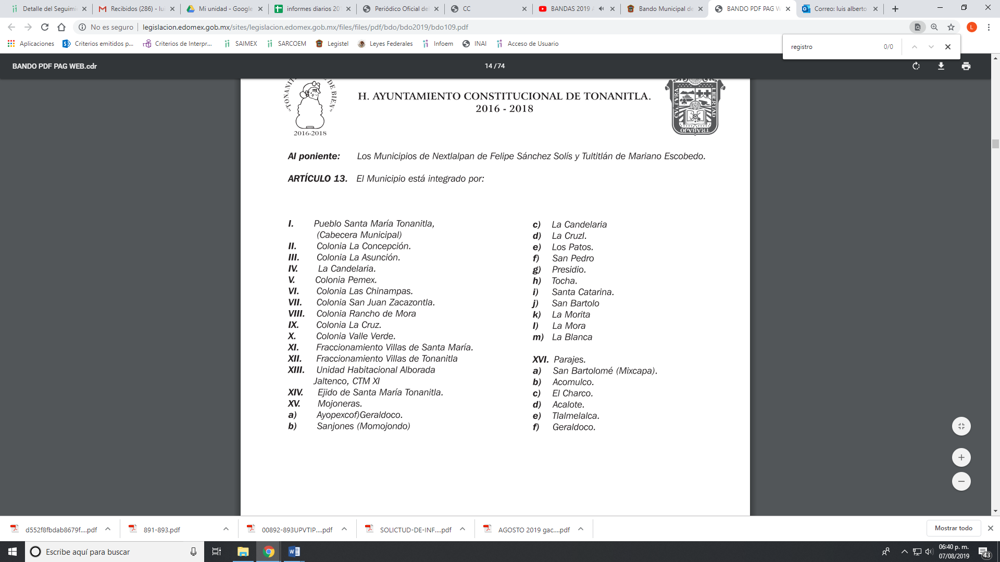 Detalle del Seguimi
Recibidos (286) - lui
Mi unidad - Google
informes diarios 201
Periódico Oficial del
CC
BANDAS 2019 A
Bando Municipal de
BANDO PDF PAG W
Correo: luis alberto
No es seguro
legislacion.edomex.gob.mx/sites/legislacion.edomex.gob.mx/files/files/pdf/bdo/bdo2019/bdo109.pdf
L
Aplicaciones
Criterios emitidos p...
Criterios de Interpr...
SAIMEX
SARCOEM
Legistel
Leyes Federales
Infoem
INAI
Acceso de Usuario
registro
0/0
BANDO PDF PAG WEB.cdr
14 / 74
2016-2018
H. AYUNTAMIENTO CONSTITUCIONAL DE TONANITLA.
2016 - 2018
CULTURA
LIBERTAD
TRABAJO
Al poniente: Los Municipios de Nextlalpan de Felipe Sánchez Solís y Tultitlán de Mariano Escobedo.
ARTÍCULO 13. El Municipio está integrado por:
I. Pueblo Santa María Tonanitla,
(Cabecera Municipal)
II. Colonia La Concepción.
III. Colonia La Asunción.
IV. La Candelaria.
V. Colonia Pemex.
VI. Colonia Las Chinampas.
VII. Colonia San Juan Zacazontla.
VIII. Colonia Rancho de Mora
IX. Colonia La Cruz.
X. Colonia Valle Verde.
XI. Fraccionamiento Villas de Santa María.
XII. Fraccionamiento Villas de Tonanitla
XIII. Unidad Habitacional Alborada
Jaltenco, CTM XI
XIV. Ejido de Santa María Tonanitla.
XV. Mojoneras.
a) Ayopexcof)Geraldoco.
b) Sanjones (Momojondo)
c) La Candelaria
d) La Cruzl.
e) Los Patos.
f) San Pedro
g) Presidio.
h) Tocha.
i) Santa Catarina.
j) San Bartolo
k) La Morita
l) La Mora
m) La Blanca
XVI. Parajes.
a) San Bartolomé (Mixcapa).
b) Acomulco.
c) El Charco.
d) Acalote.
e) Tlalmelalca.
f) Geraldoco.
d552f8fbdab8679f....pdf
891-893.pdf
00892-893UPVTIP....pdf
SOLICTUD-DE-INF....pdf
AGOSTO 2019 gac....pdf
Mostrar todo
Escribe aquí para buscar
06:40 p. m.
07/08/2019
43